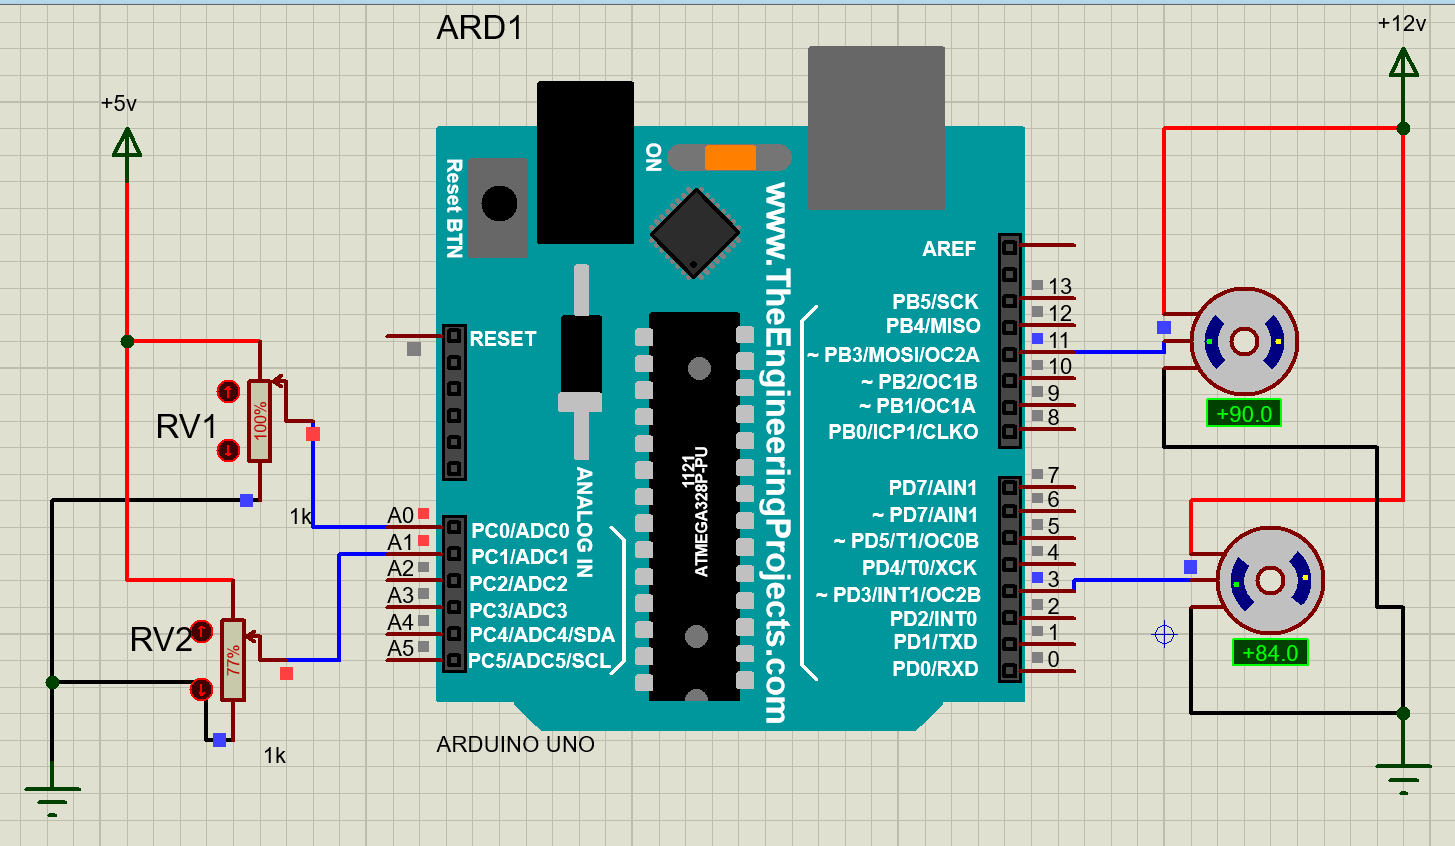 ARD1
+12v
+5v
ON
Reset BTN
www.TheEngineeringProjects.com
AREF
13
PB5/SCK
12
PB4/MISO
11
~ PB3/MOSI/OC2A
10
~ PB2/OC1B
9
~ PB1/OC1A
8
PB0/ICP1/CLKO
RESET
RV1
100%
1k
+90.0
ANALOG IN
1121
ATMEGA328P-PU
A0
PC0/ADC0
A1
PC1/ADC1
A2
PC2/ADC2
A3
PC3/ADC3
A4
PC4/ADC4/SDA
A5
PC5/ADC5/SCL
7
PD7/AIN1
6
~ PD7/AIN1
5
~ PD5/T1/OC0B
4
PD4/T0/XCK
3
~ PD3/INT1/OC2B
2
PD2/INT0
1
PD1/TXD
0
PD0/RXD
RV2
77%
1k
+84.0
ARDUINO UNO